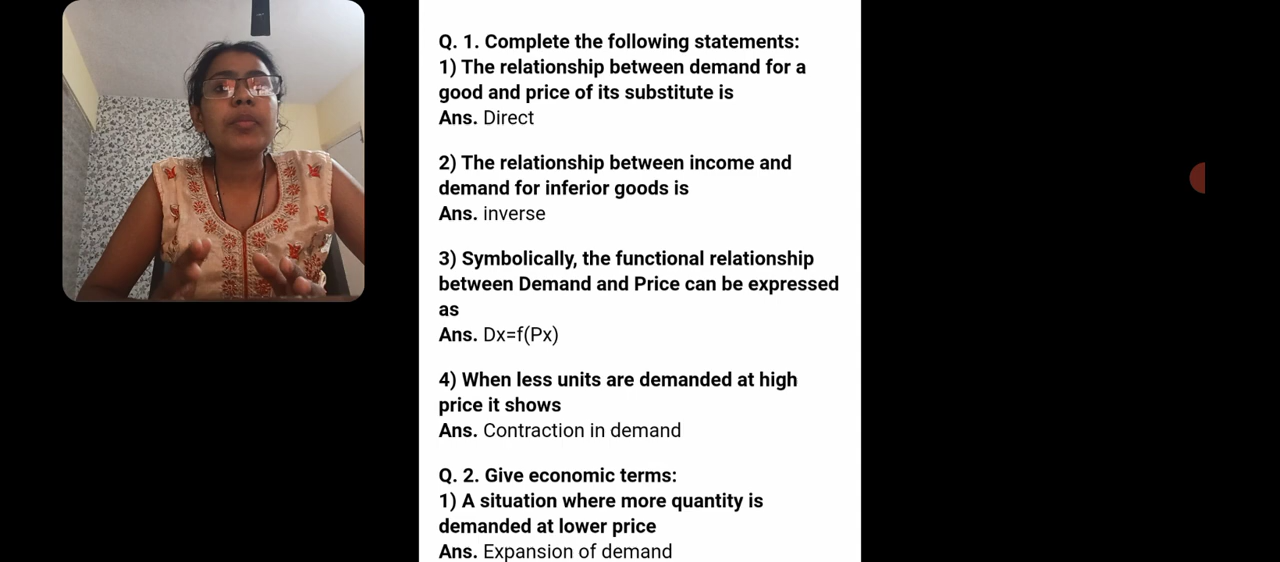 Q. 1. Complete the following statements:
1) The relationship between demand for a
good and price of its substitute is
Ans. Direct
2) The relationship between income and
demand for inferior goods is
Ans. inverse
3) Symbolically, the functional relationship
between Demand and Price can be expressed
as
Ans. Dx=f(Px)
4) When less units are demanded at high
price it shows
Ans. Contraction in demand
Q. 2. Give economic terms:
1) A situation where more quantity is
demanded at lower price
Ans. Expansion of demand